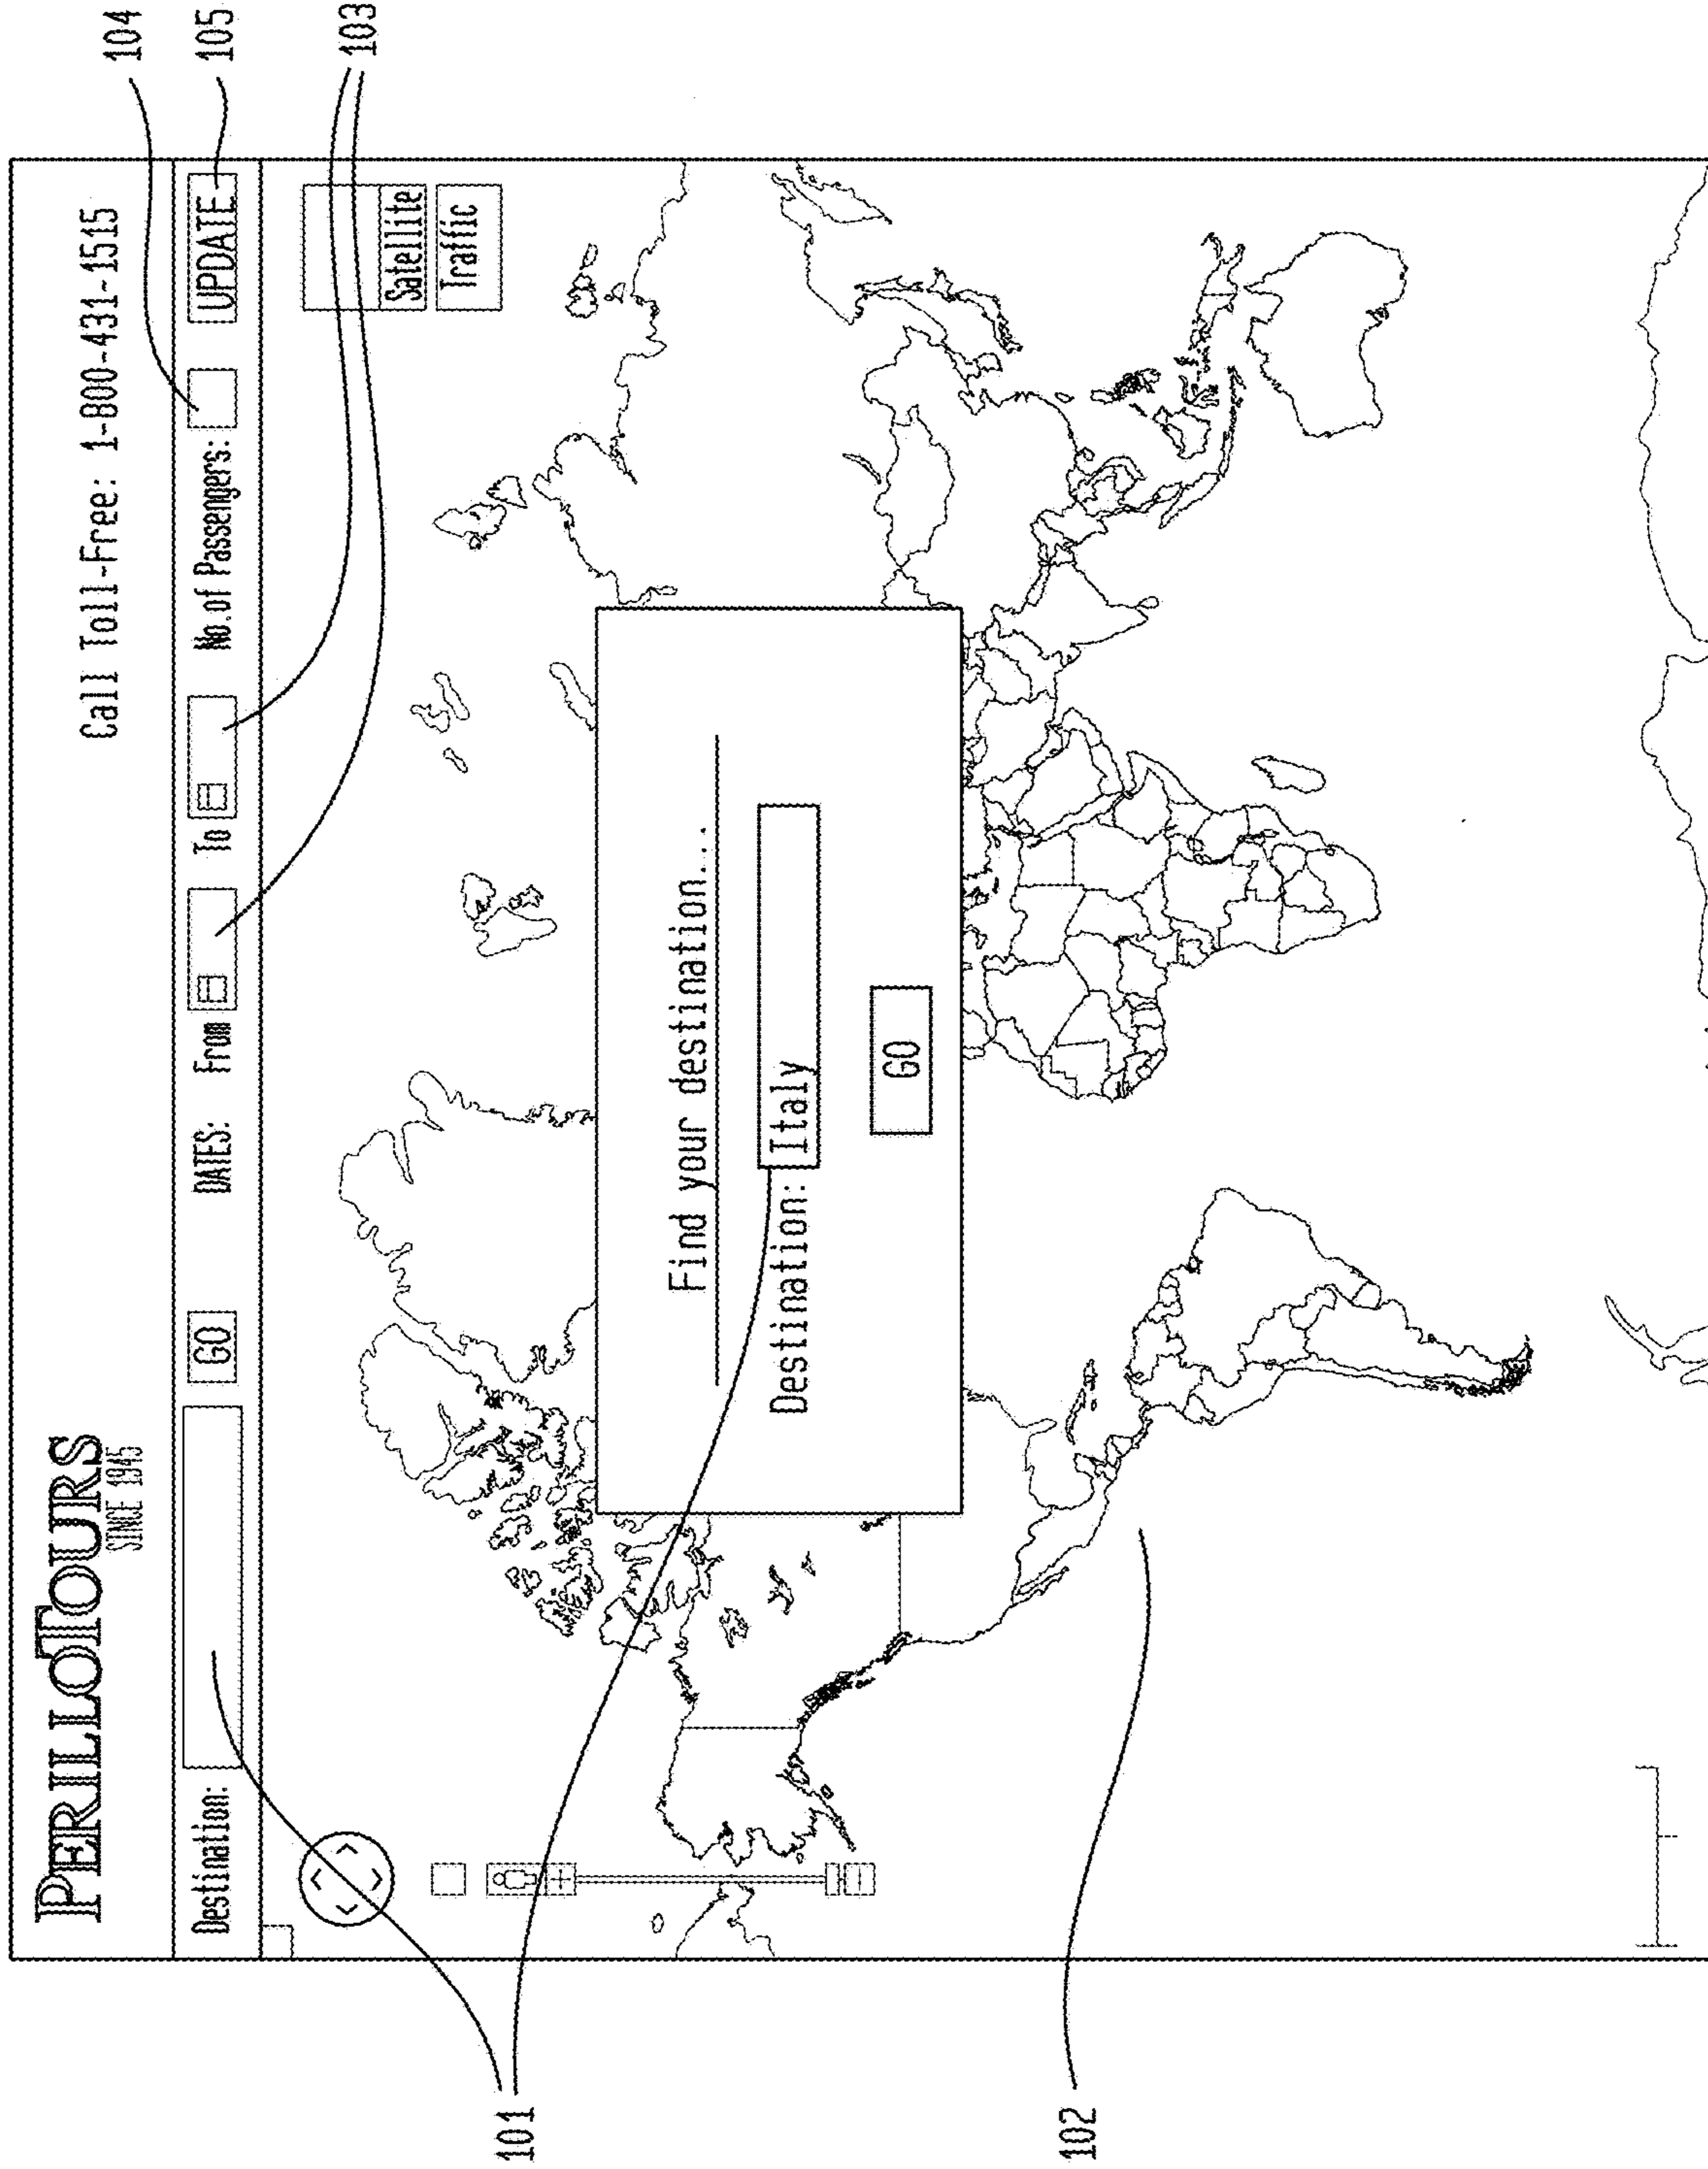 PERILLOTOURS
SINCE 1945
Call Toll-Free: 1-800-431-1515
Destination: GO DATES: From To No.of Passengers: UPDATE
Satellite
Traffic
Find your destination...
Destination: Italy
GO
101
102
103
104
105